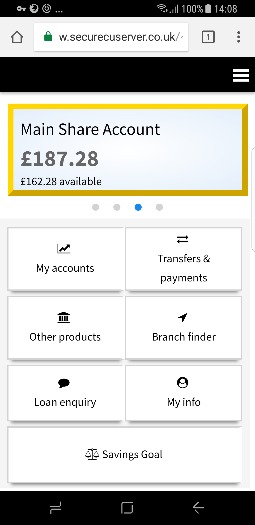 100% 14:08
w.securecuserver.co.uk/
1
Main Share Account
£187.28
£162.28 available
My accounts
Transfers &
payments
Other products
Branch finder
Loan enquiry
My info
Savings Goal